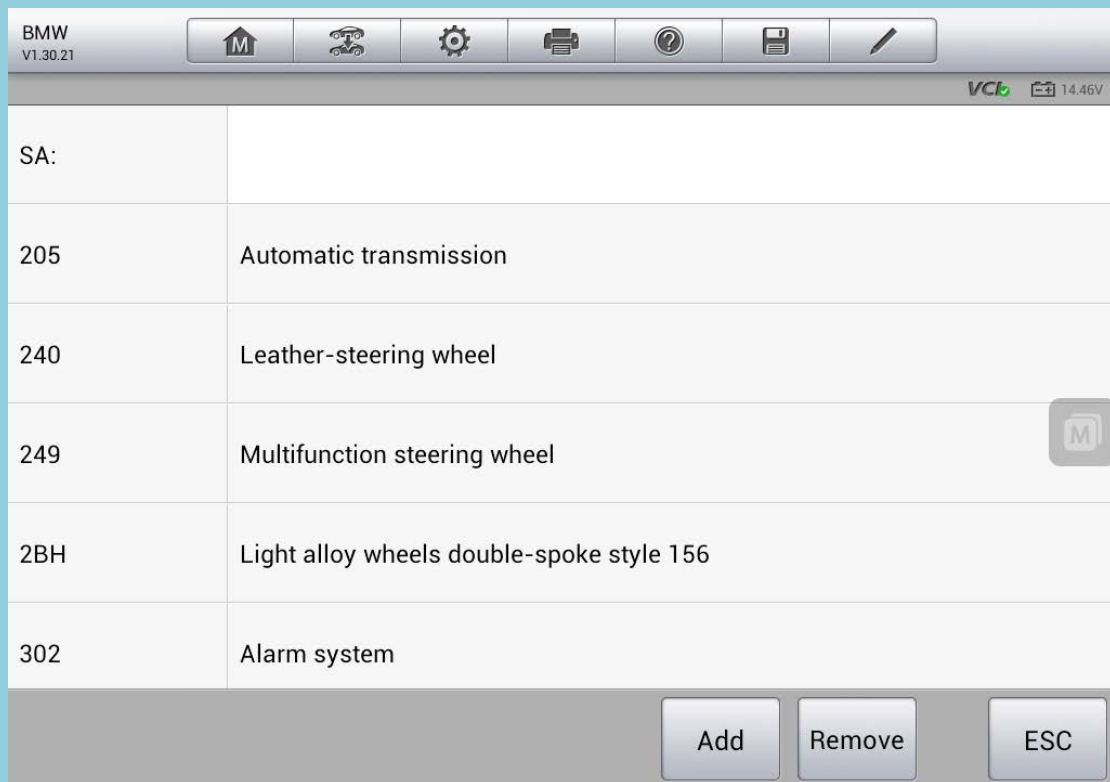 BMW
V1.30.21
M
?
VCI 14.46V
SA:
205 Automatic transmission
240 Leather-steering wheel
249 Multifunction steering wheel
M
2BH Light alloy wheels double-spoke style 156
302 Alarm system
Add Remove ESC